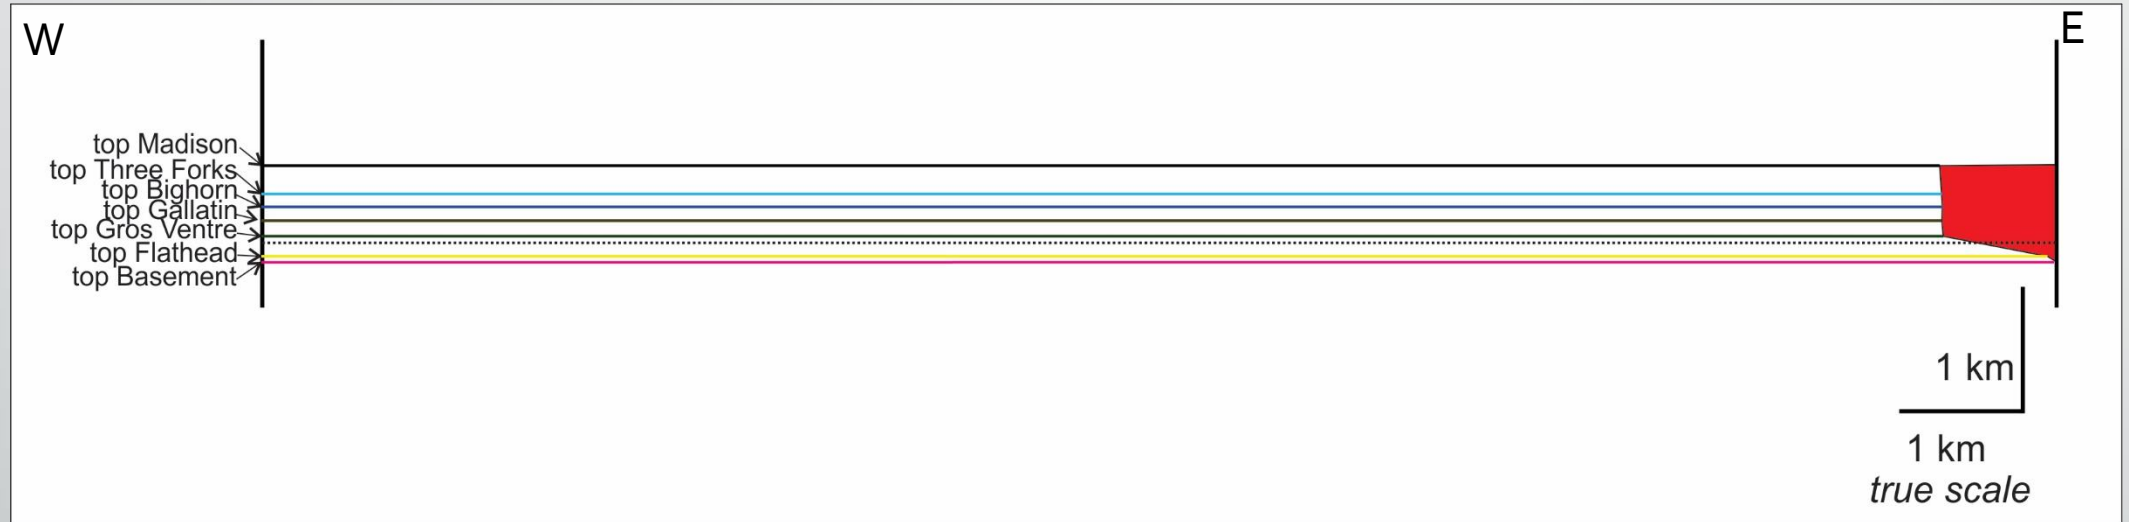 W
E
top Madison
top Three Forks
top Bighorn
top Gallatin
top Gros Ventre
top Flathead
top Basement
1 km
1 km
true scale